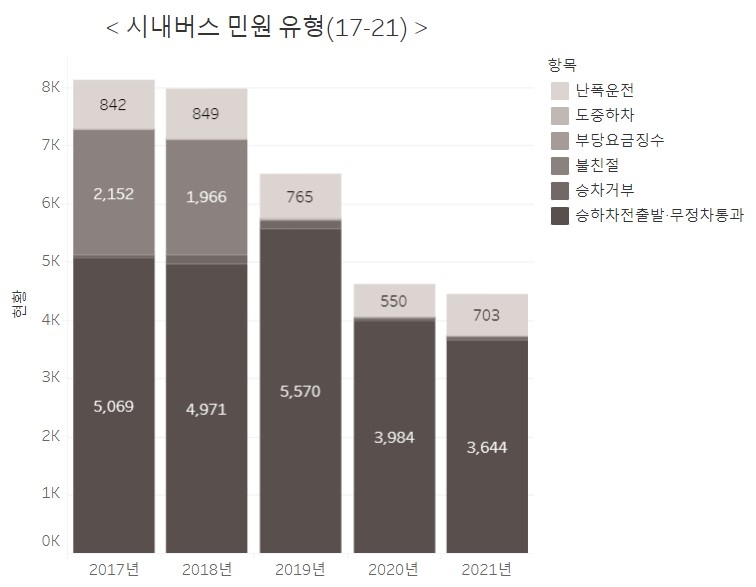 < 시내버스 민원 유형(17-21) >
항목
난폭운전
도중하차
부당요금징수
불친절
승차거부
승하차전출발·무정차통과
현황
8K
7K
6K
5K
4K
3K
2K
1K
0K
842
849
2,152
1,966
765
550
703
5,069
4,971
5,570
3,984
3,644
2017년
2018년
2019년
2020년
2021년